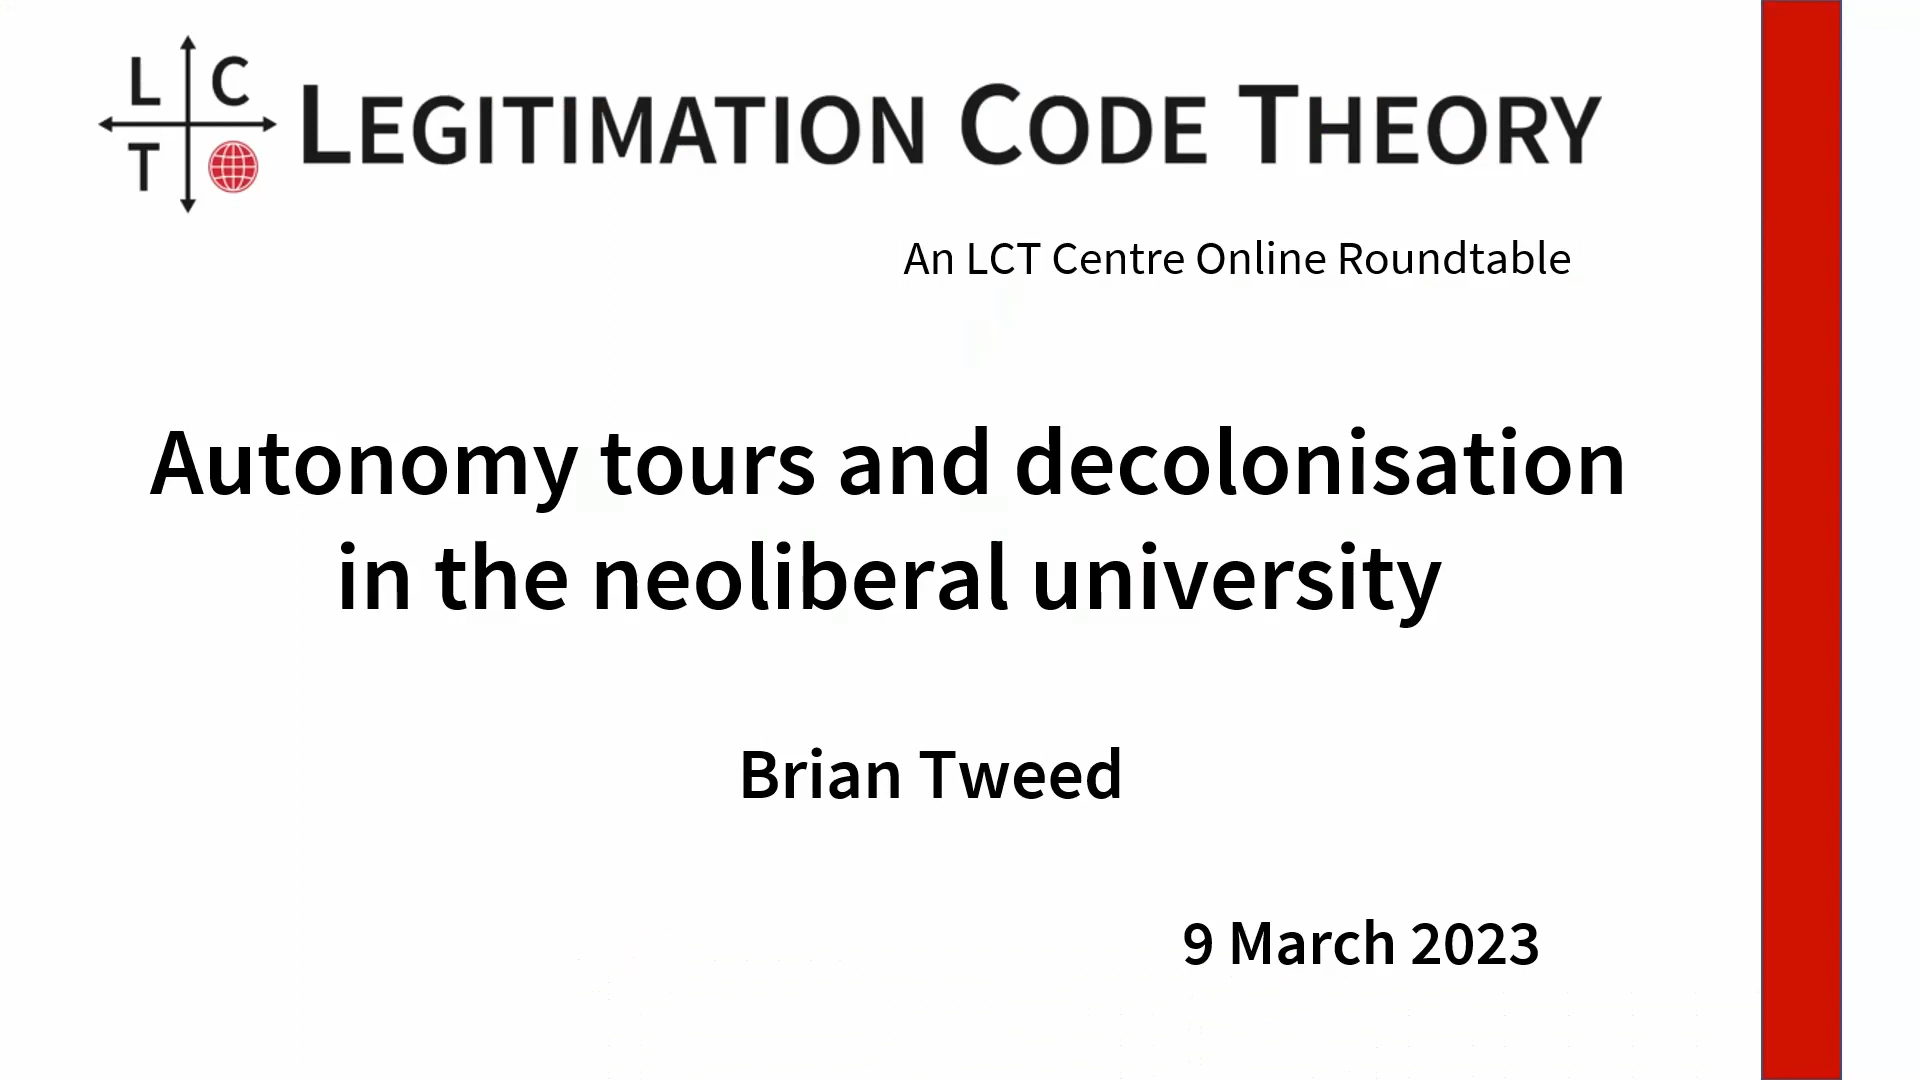 L C
T
LEGITIMATION CODE THEORY
An LCT Centre Online Roundtable
Autonomy tours and decolonisation
in the neoliberal university
Brian Tweed
9 March 2023